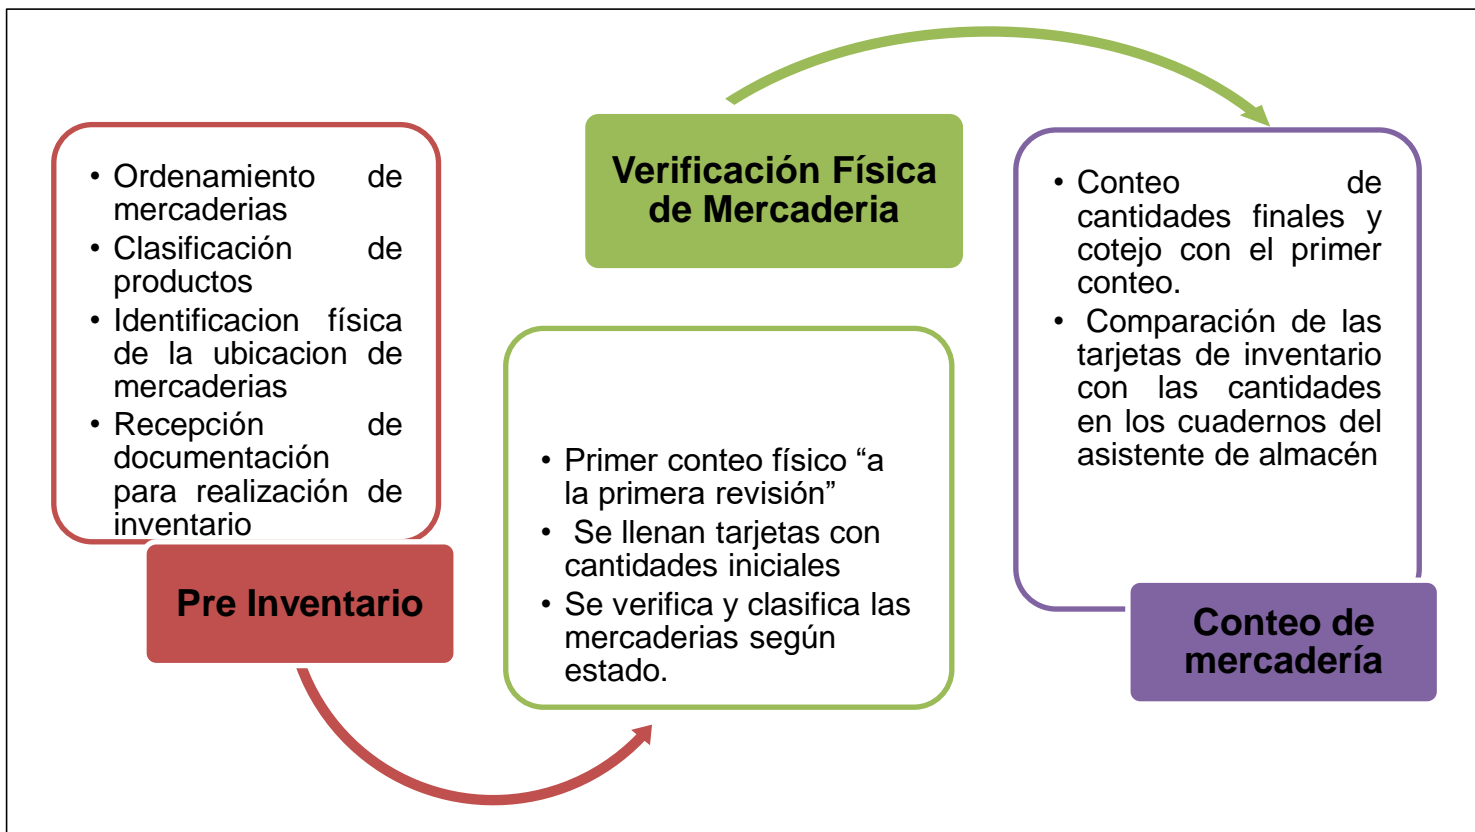 • Ordenamiento de
mercaderias
• Clasificación de
productos
• Identificacion física
de la ubicacion de
mercaderias
• Recepción de
documentación
para realización de
inventario
Pre Inventario
Verificación Física
de Mercaderia
• Primer conteo físico “a
la primera revisión”
• Se llenan tarjetas con
cantidades iniciales
• Se verifica y clasifica las
mercaderias según
estado.
• Conteo de
cantidades finales y
cotejo con el primer
conteo.
• Comparación de las
tarjetas de inventario
con las cantidades
en los cuadernos del
asistente de almacén
Conteo de
mercadería